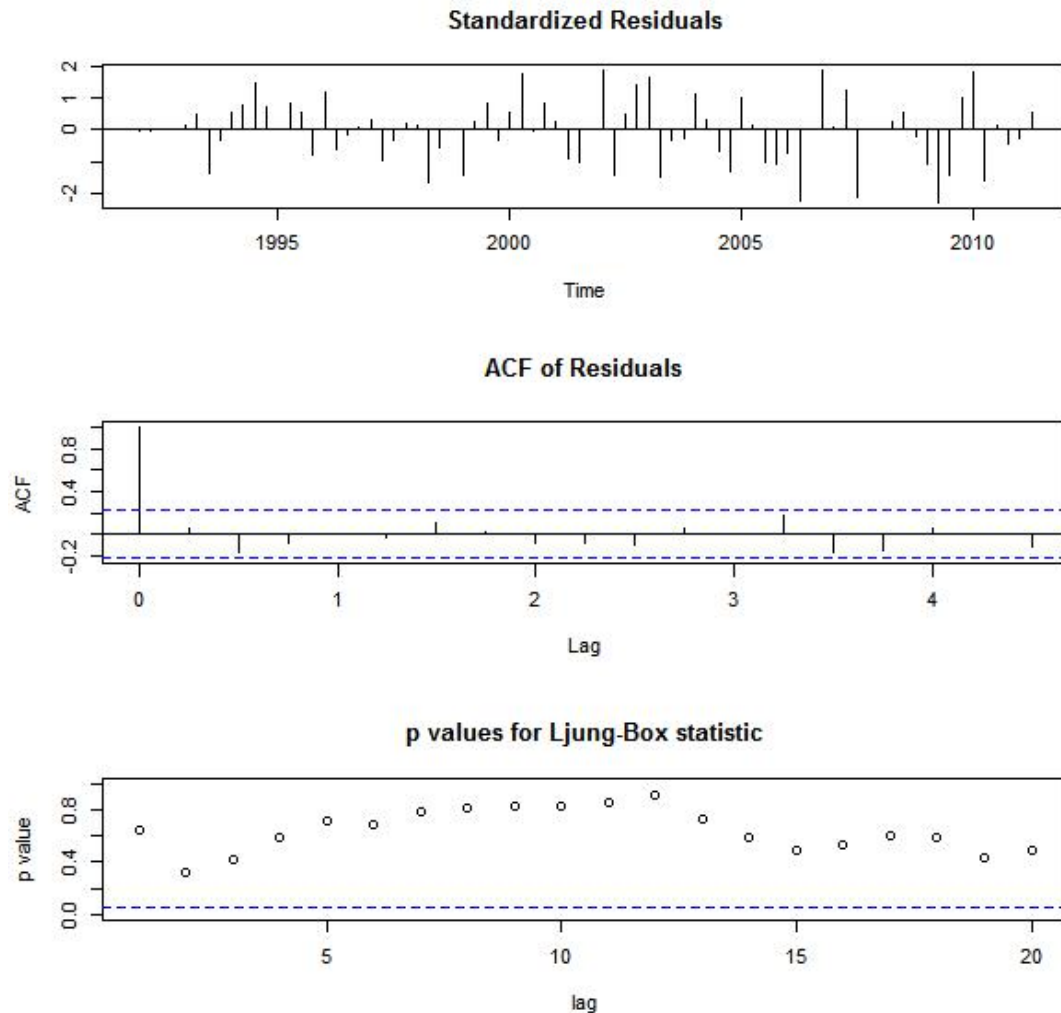 Standardized Residuals
2
1
0
-2
1995 2000 2005 2010
Time
ACF of Residuals
ACF
0.8
0.4
-0.2
0 1 2 3 4
Lag
p values for Ljung-Box statistic
p value
0.8
0.4
0.0
5 10 15 20
lag